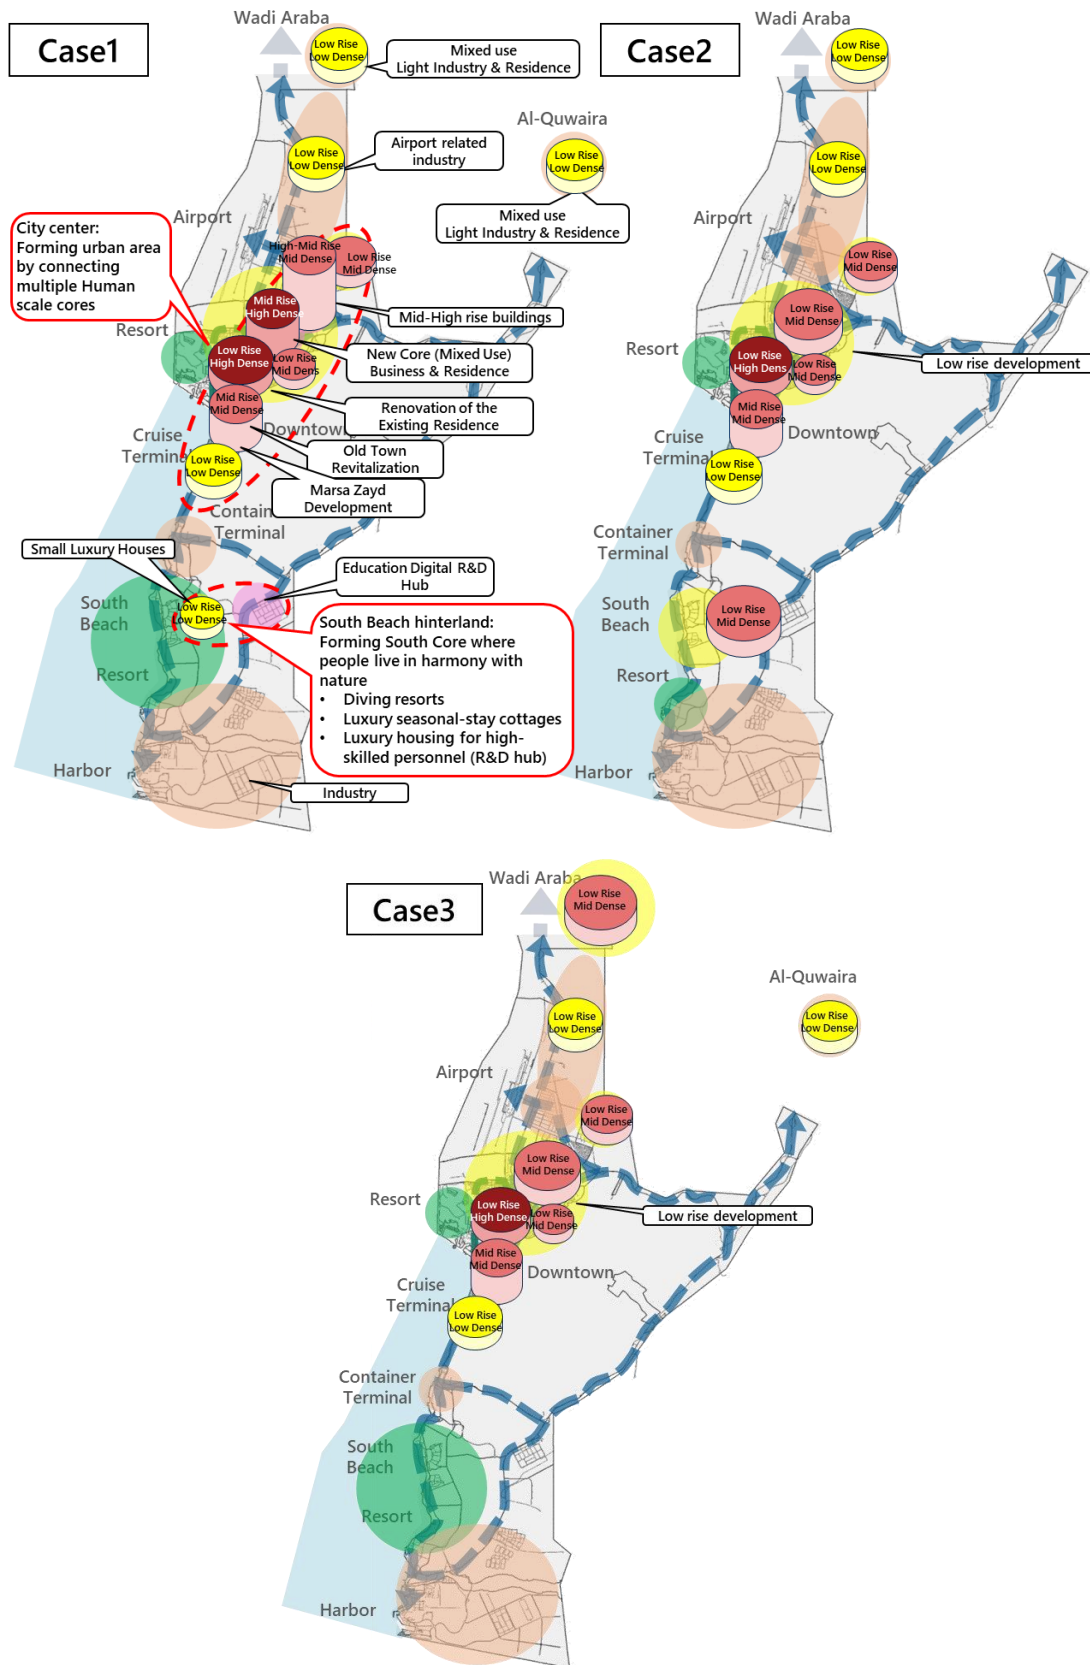 Case1
Wadi Araba
Low Rise
Low Dense
Mixed use
Light Industry & Residence
Airport related
industry
Low Rise
Low Dense
Al-Quwaira
Low Rise
Low Dense
Mixed use
Light Industry & Residence
Airport
City center:
Forming urban area
by connecting
multiple Human
scale cores
High-Mid Rise
Mid Dense
Low Rise
Mid Dense
Mid-High rise buildings
Mid Rise
High Dense
Resort
Low Rise
High Dense
Low Rise
Mid Dens
New Core (Mixed Use)
Business & Residence
Mid Rise
Mid Dense
Renovation of the
Existing Residence
Downtown
Cruise
Terminal
Low Rise
Low Dense
Old Town
Revitalization
Marsa Zayd
Development
Contain
Terminal
Small Luxury Houses
Education Digital R&D
Hub
South
Beach
Low Rise
Low Dense
Resort
South Beach hinterland:
Forming South Core where
people live in harmony with
nature
• Diving resorts
• Luxury seasonal-stay cottages
• Luxury housing for high-
skilled personnel (R&D hub)
Harbor
Industry
Case2
Wadi Araba
Low Rise
Low Dense
Low Rise
Low Dense
Airport
Low Rise
Mid Dense
Low Rise
Mid Dense
Resort
Low Rise
High Dens
Low Rise
Mid Dense
Low rise development
Mid Rise
Mid Dense
Downtown
Cruise
Terminal
Low Rise
Low Dense
Container
Terminal
South
Beach
Low Rise
Mid Dense
Resort
Harbor
Case3
Wadi Araba
Low Rise
Mid Dense
Al-Quwaira
Low Rise
Low Dense
Low Rise
Low Dense
Airport
Low Rise
Mid Dense
Low Rise
Mid Dense
Resort
Low Rise
High Dense
Low Rise
Mid Dense
Low rise development
Mid Rise
Mid Dense
Downtown
Cruise
Terminal
Low Rise
Low Dense
Container
Terminal
South
Beach
Resort
Harbor